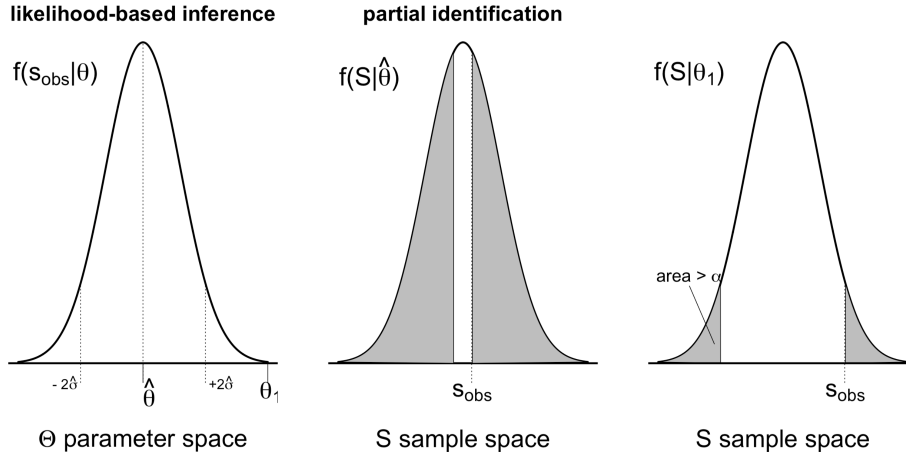 likelihood-based inference
partial identification
f(s_obs|θ)
f(S|θ̂)
f(S|θ₁)
area > α
- 2σ̂
θ̂
+2σ̂
θ₁
s_obs
s_obs
Θ parameter space
S sample space
S sample space